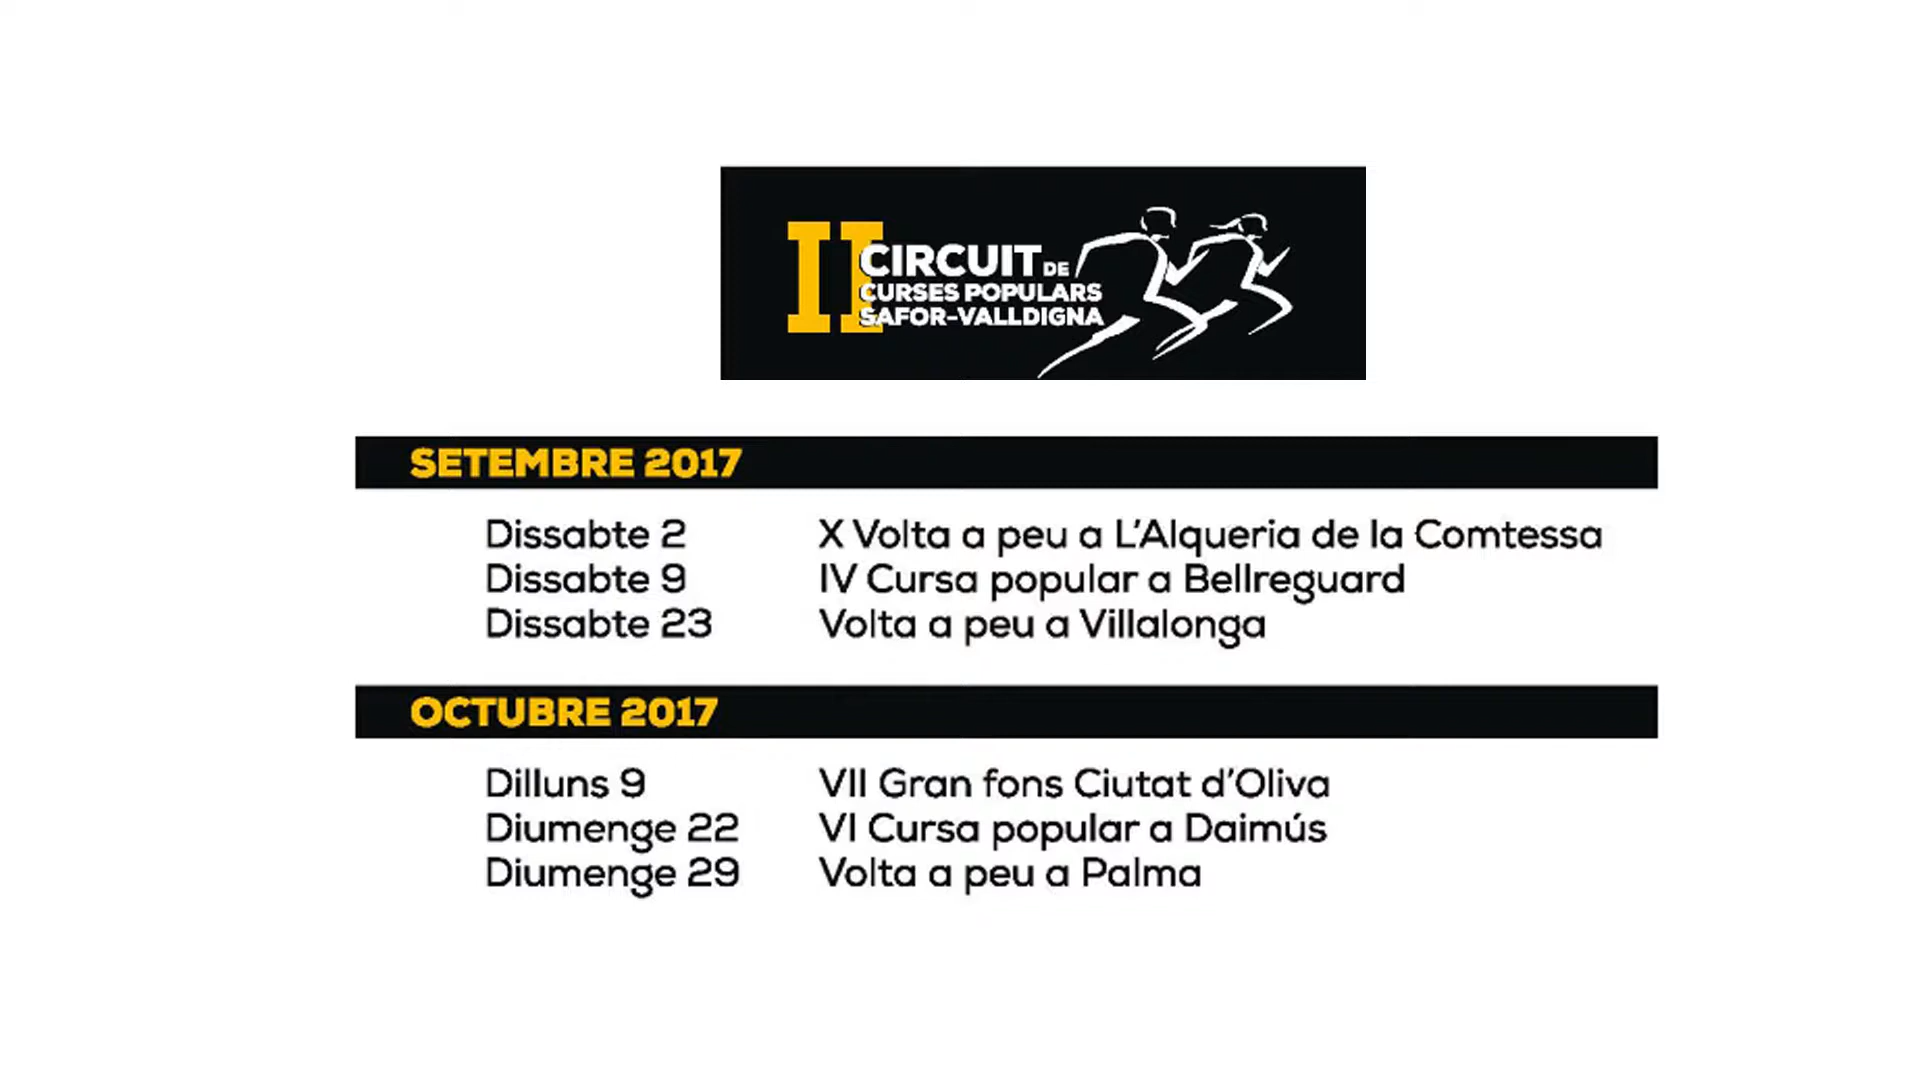 II CIRCUIT DE
CURSES POPULARS
SAFOR-VALLDIGNA
SETEMBRE 2017
Dissabte 2 X Volta a peu a L'Alqueria de la Comtessa
Dissabte 9 IV Cursa popular a Bellreguard
Dissabte 23 Volta a peu a Villalonga
OCTUBRE 2017
Dilluns 9 VII Gran fons Ciutat d'Oliva
Diumenge 22 VI Cursa popular a Daimús
Diumenge 29 Volta a peu a Palma